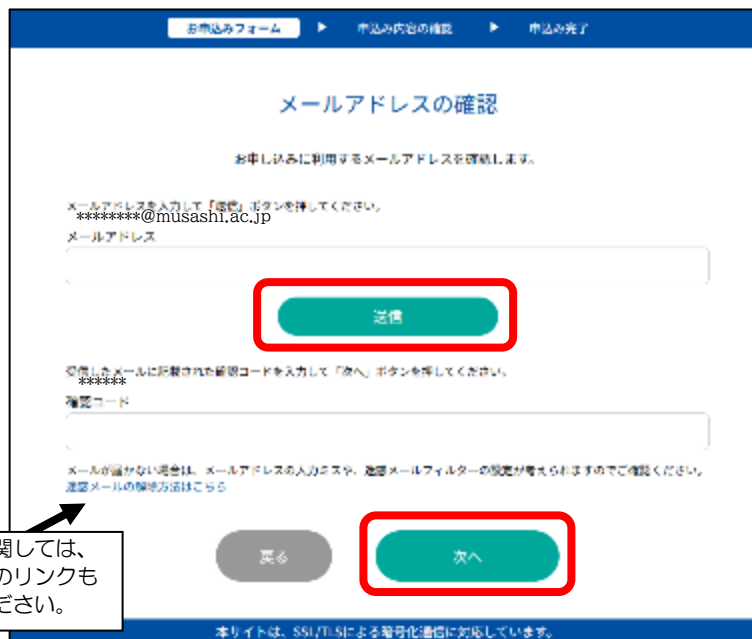 お申込みフォーム ▶ 申込み内容の確認 ▶ 申込み完了
メールアドレスの確認
お申し込みに利用するメールアドレスを確認します。
メールアドレスを入力して「送信」ボタンを押してください。
********@musashi.ac.jp
メールアドレス
送信
受信したメールに記載された確認コードを入力して「次へ」ボタンを押してください。
******
確認コード
メールが届かない場合は、メールアドレスの入力ミスや、迷惑メールフィルターの設定が考えられますのでご確認ください。
迷惑メールの解除方法はこちら
関しては、
のリンクも
ださい。
戻る
次へ
本サイトは、SSL/TLSによる暗号化通信に対応しています。